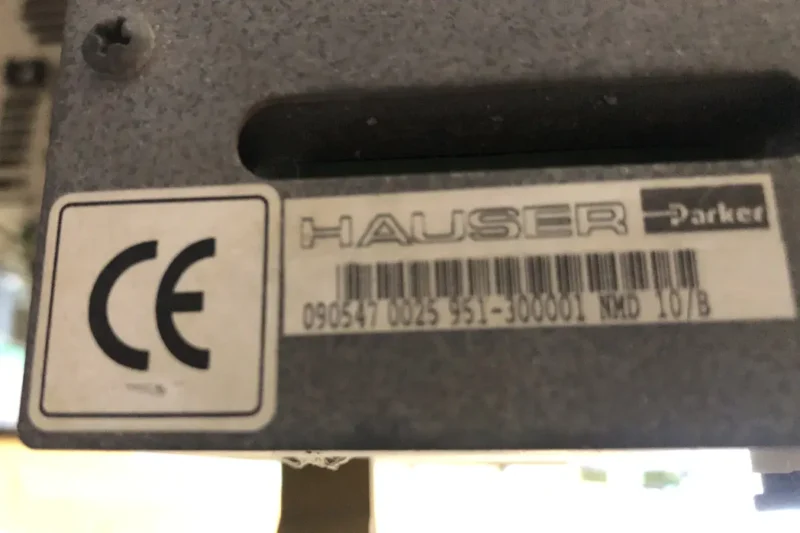 CE
HAUSER Parker
090547 0025 951-300001 NMD 10/B